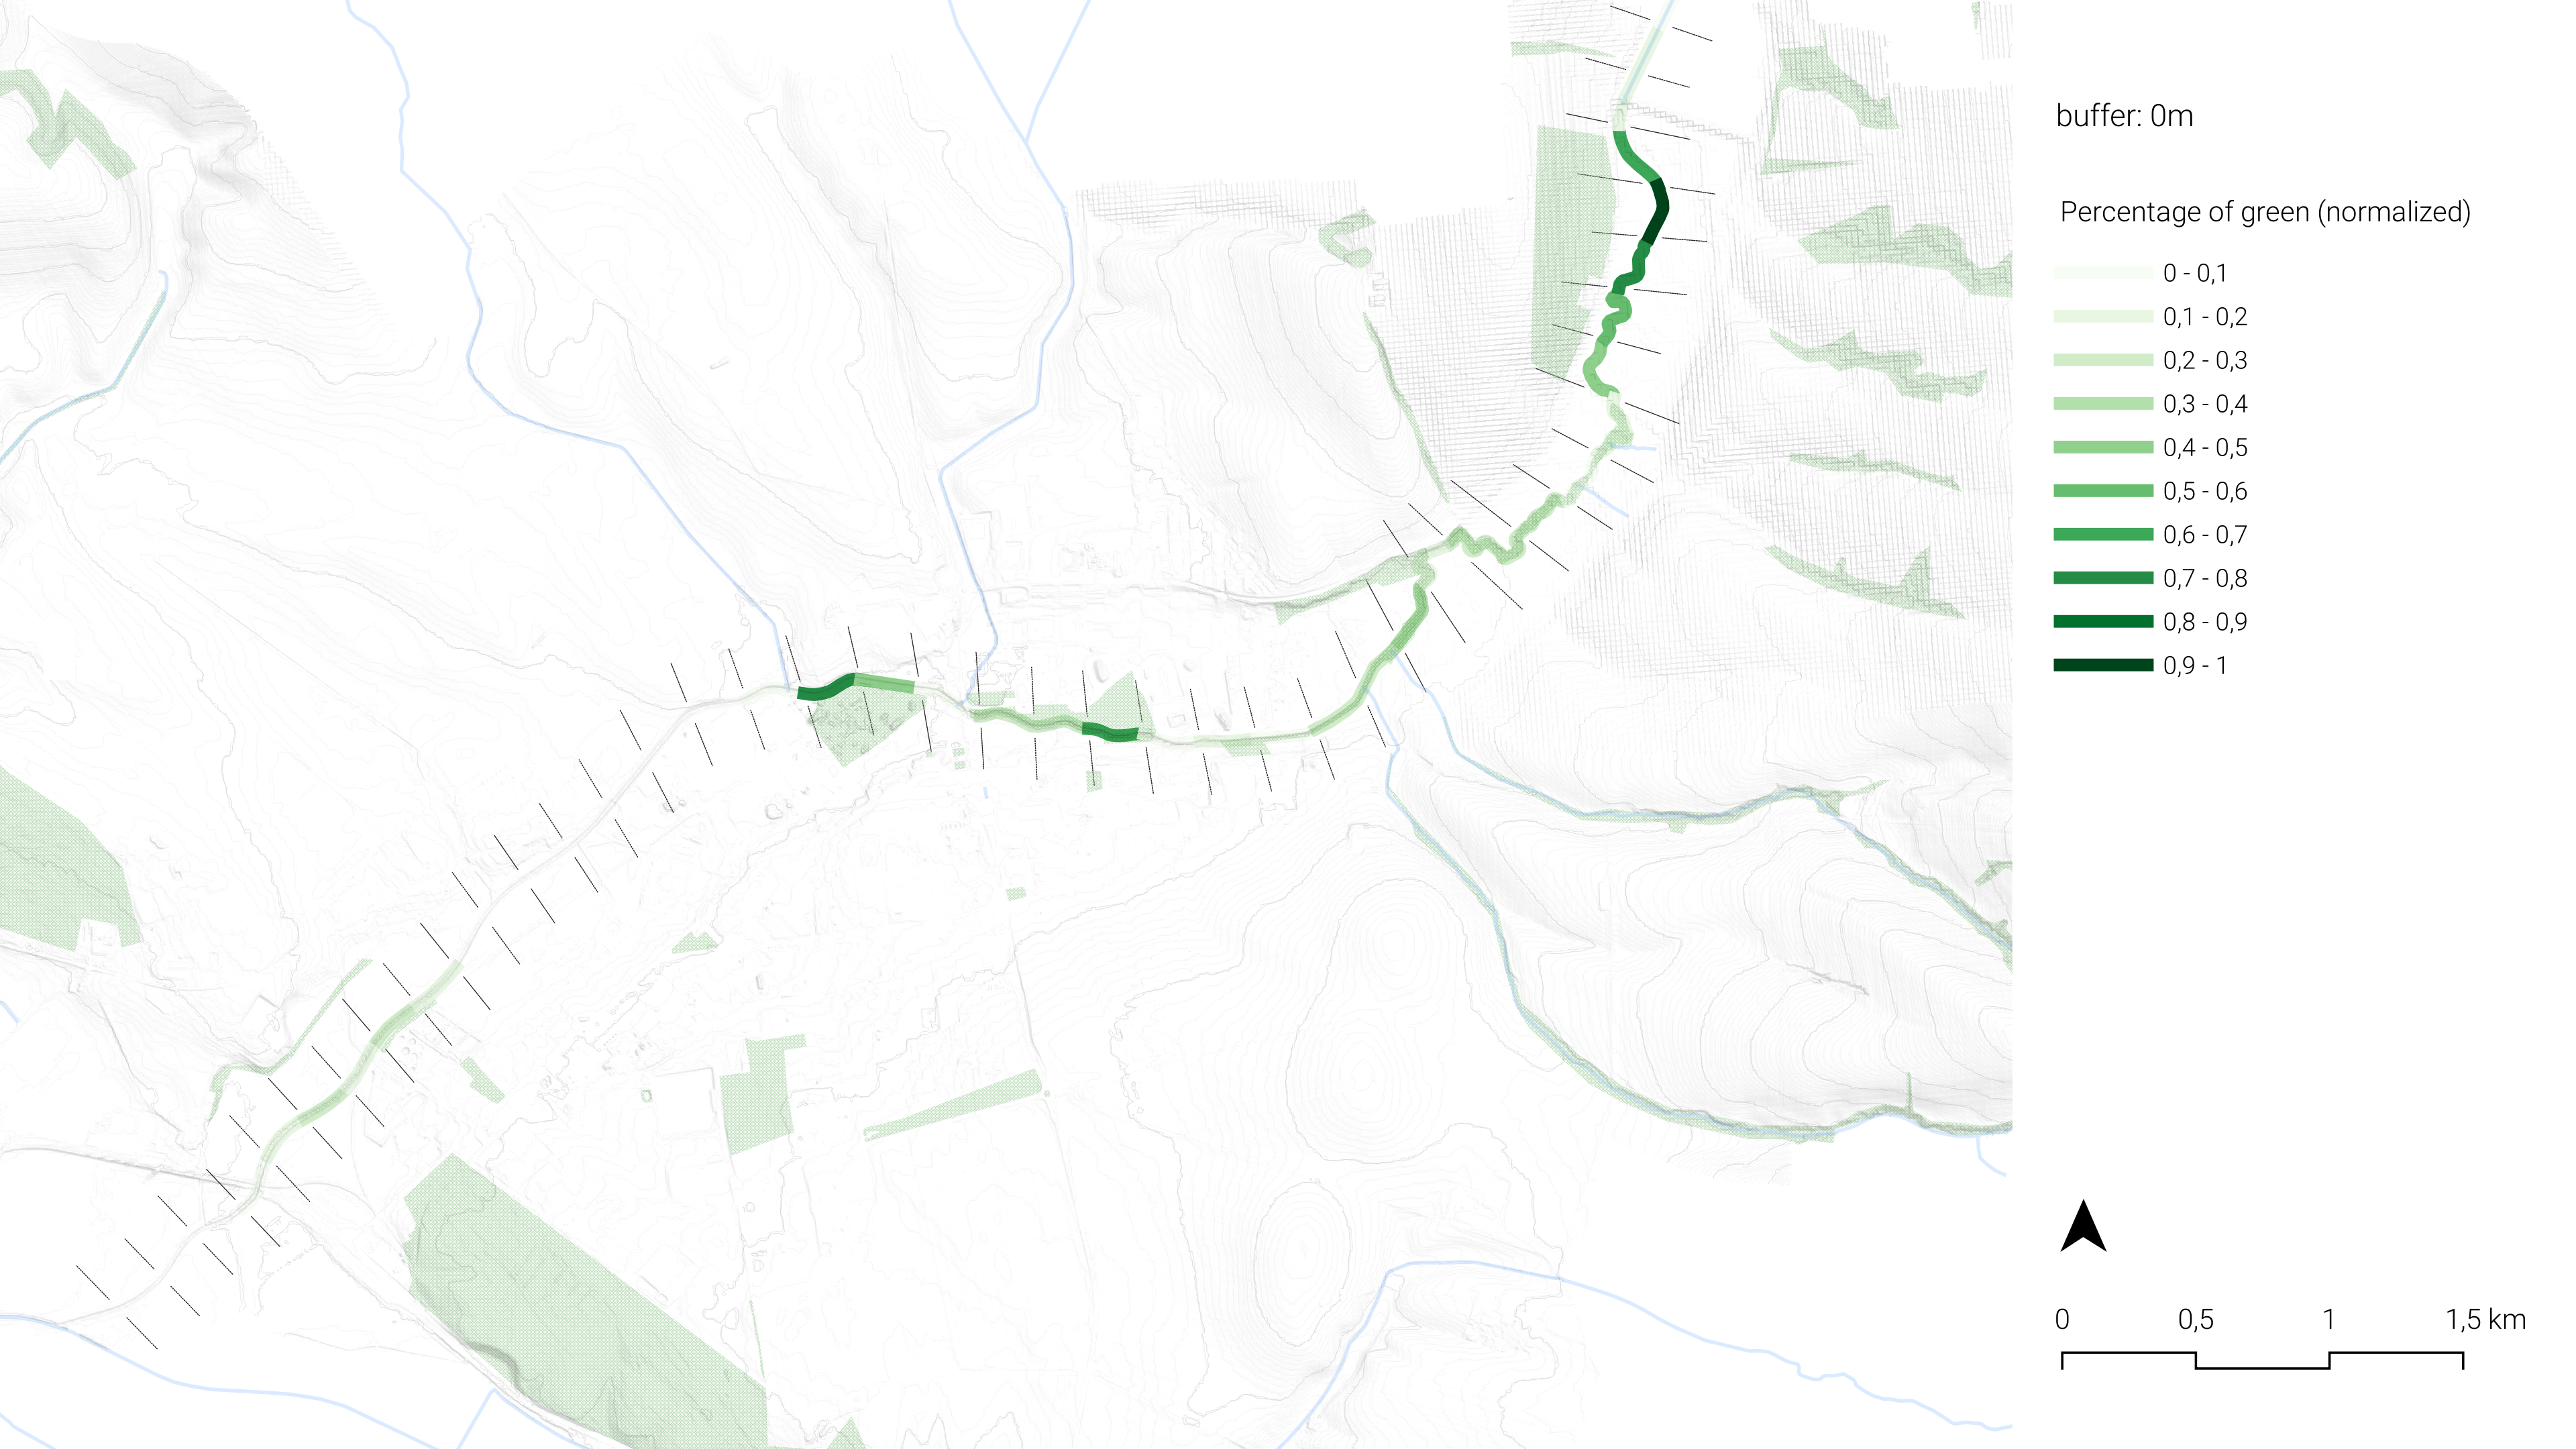 buffer: 0m
Percentage of green (normalized)
0 - 0,1
0,1 - 0,2
0,2 - 0,3
0,3 - 0,4
0,4 - 0,5
0,5 - 0,6
0,6 - 0,7
0,7 - 0,8
0,8 - 0,9
0,9 - 1
0 0,5 1 1,5 km